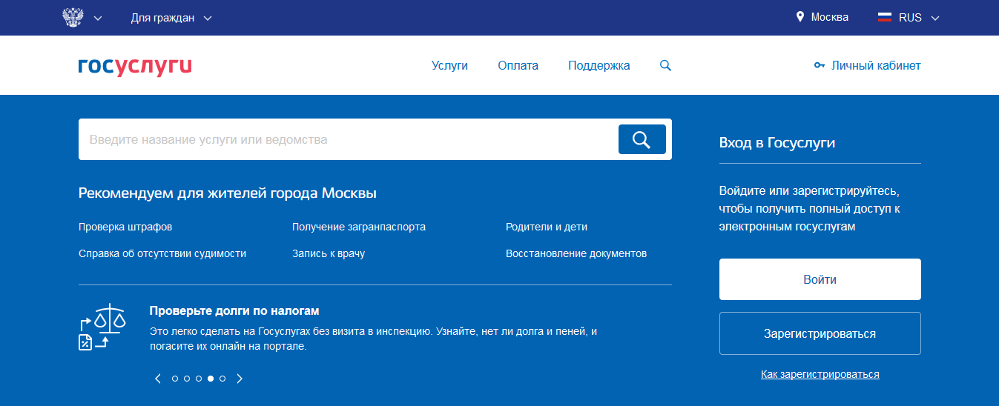 Для граждан
Москва
RUS
госуслуги
Услуги
Оплата
Поддержка
Личный кабинет
Введите название услуги или ведомства
Рекомендуем для жителей города Москвы
Проверка штрафов
Получение загранпаспорта
Родители и дети
Справка об отсутствии судимости
Запись к врачу
Восстановление документов
Проверьте долги по налогам
Это легко сделать на Госуслугах без визита в инспекцию. Узнайте, нет ли долга и пеней, и
погасите их онлайн на портале.
Вход в Госуслуги
Войдите или зарегистрируйтесь,
чтобы получить полный доступ к
электронным госуслугам
Войти
Зарегистрироваться
Как зарегистрироваться